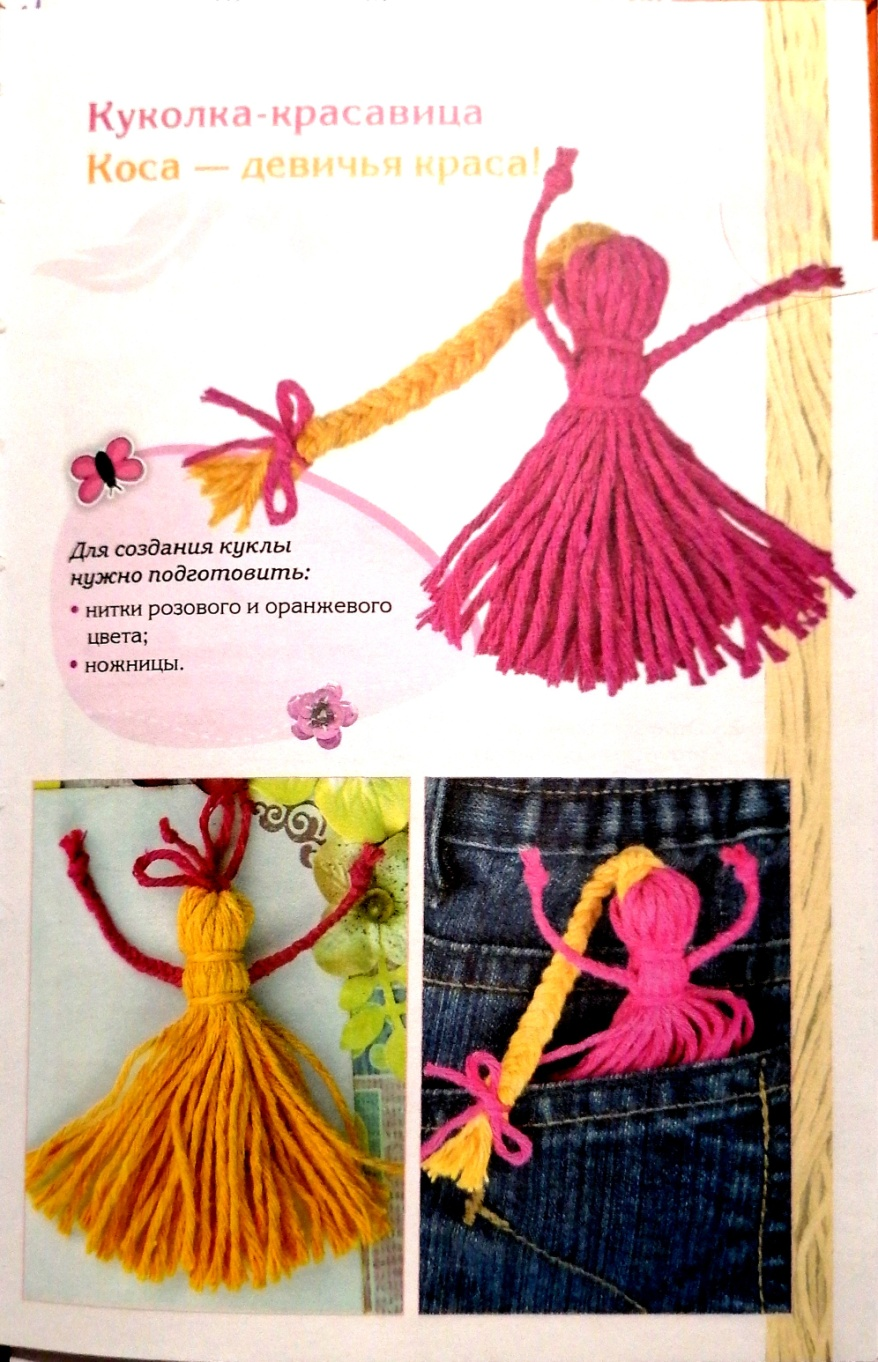 Куколка-красавица
Коса — девичья краса!
Для создания куклы
нужно подготовить:
• нитки розового и оранжевого
цвета;
• ножницы.